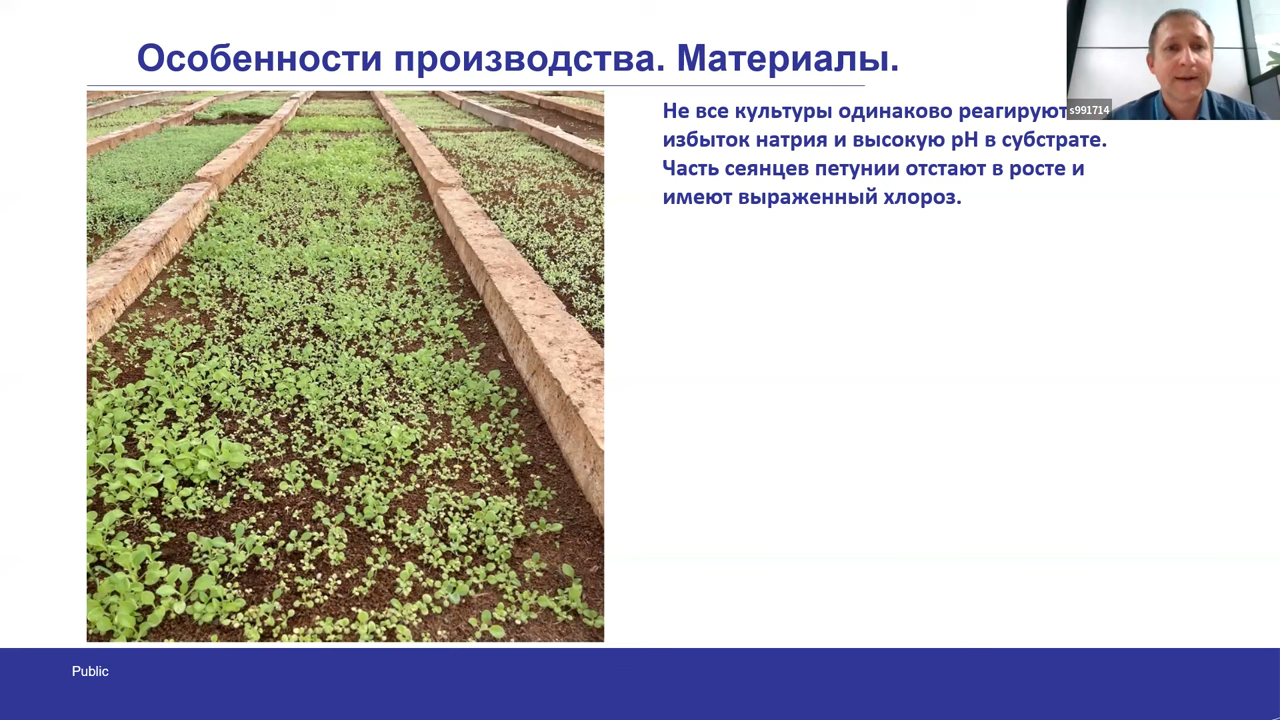 Особенности производства. Материалы.
Не все культуры одинаково реагируют
s991714
избыток натрия и высокую pH в субстрате.
Часть сеянцев петунии отстают в росте и
имеют выраженный хлороз.
Public